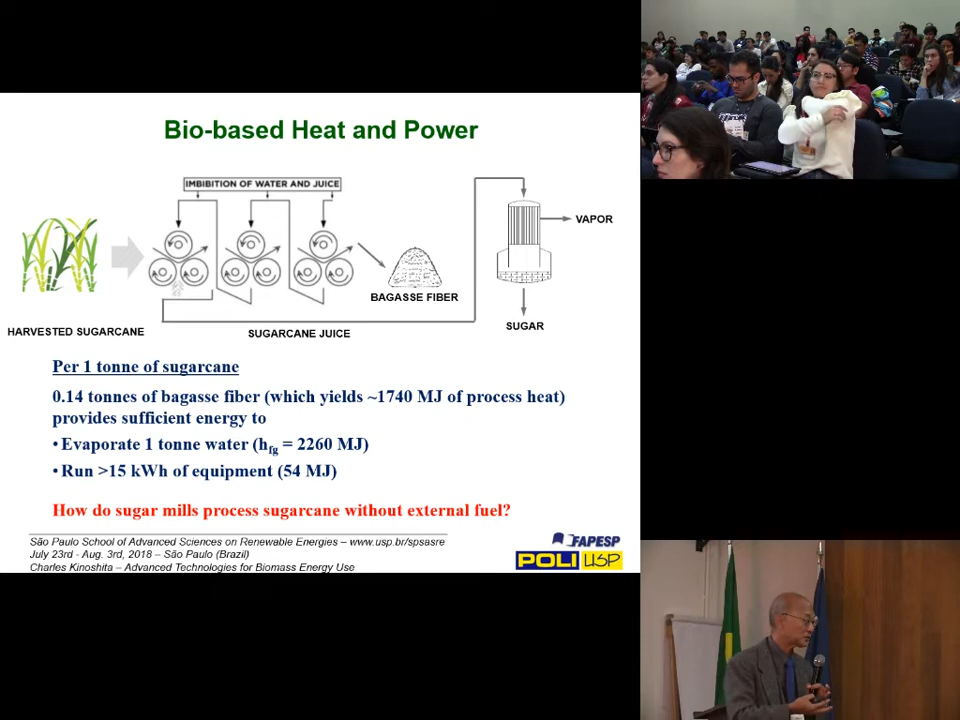 Bio-based Heat and Power
IMBIBITION OF WATER AND JUICE
VAPOR
BAGASSE FIBER
SUGAR
HARVESTED SUGARCANE
SUGARCANE JUICE
Per 1 tonne of sugarcane
0.14 tonnes of bagasse fiber (which yields ~1740 MJ of process heat)
provides sufficient energy to
•Evaporate 1 tonne water (hfg = 2260 MJ)
•Run >15 kWh of equipment (54 MJ)
How do sugar mills process sugarcane without external fuel?
São Paulo School of Advanced Sciences on Renewable Energies – www.usp.br/spsasre
July 23rd - Aug. 3rd, 2018 – São Paulo (Brazil)
Charles Kinoshita – Advanced Technologies for Biomass Energy Use
FAPESP
POLI USP